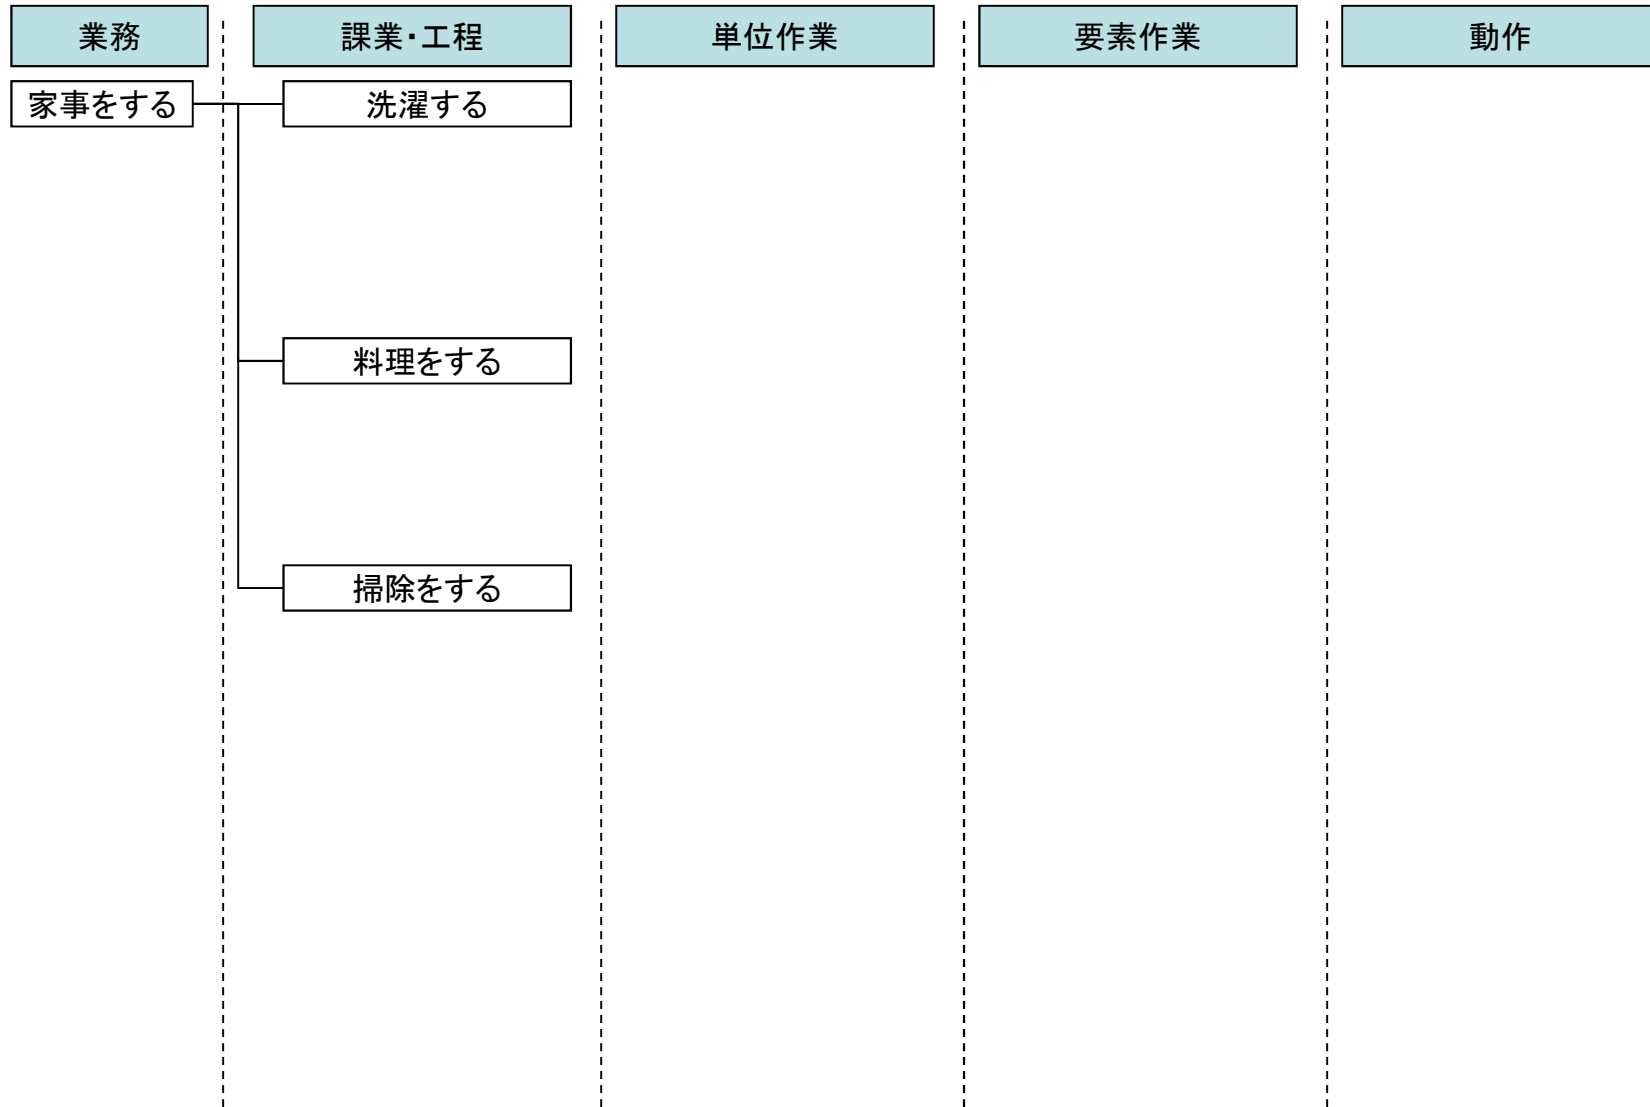 業務
課業・工程
単位作業
要素作業
動作
家事をする
洗濯する
料理をする
掃除をする